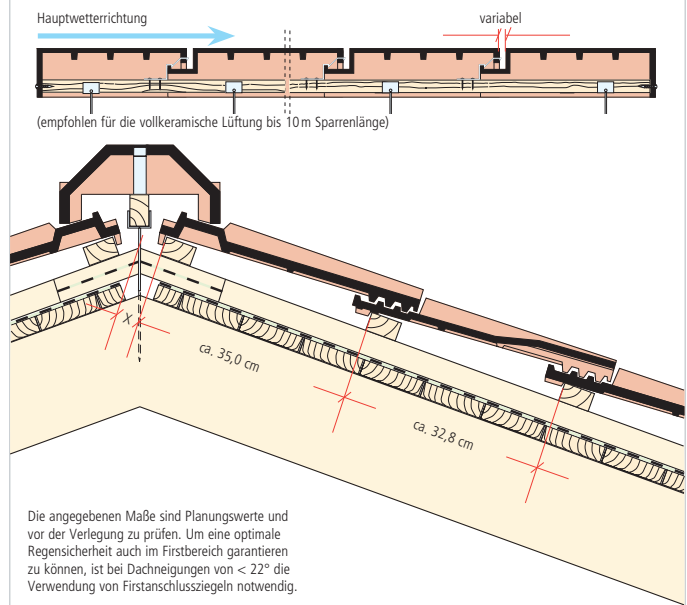 Hauptwetterrichtung
variabel
(empfohlen für die vollkeramische Lüftung bis 10 m Sparrenlänge)
X
ca. 35,0 cm
ca. 32,8 cm
Die angegebenen Maße sind Planungswerte und
vor der Verlegung zu prüfen. Um eine optimale
Regensicherheit auch im Firstbereich garantieren
zu können, ist bei Dachneigungen von < 22° die
Verwendung von Firstanschlussziegeln notwendig.